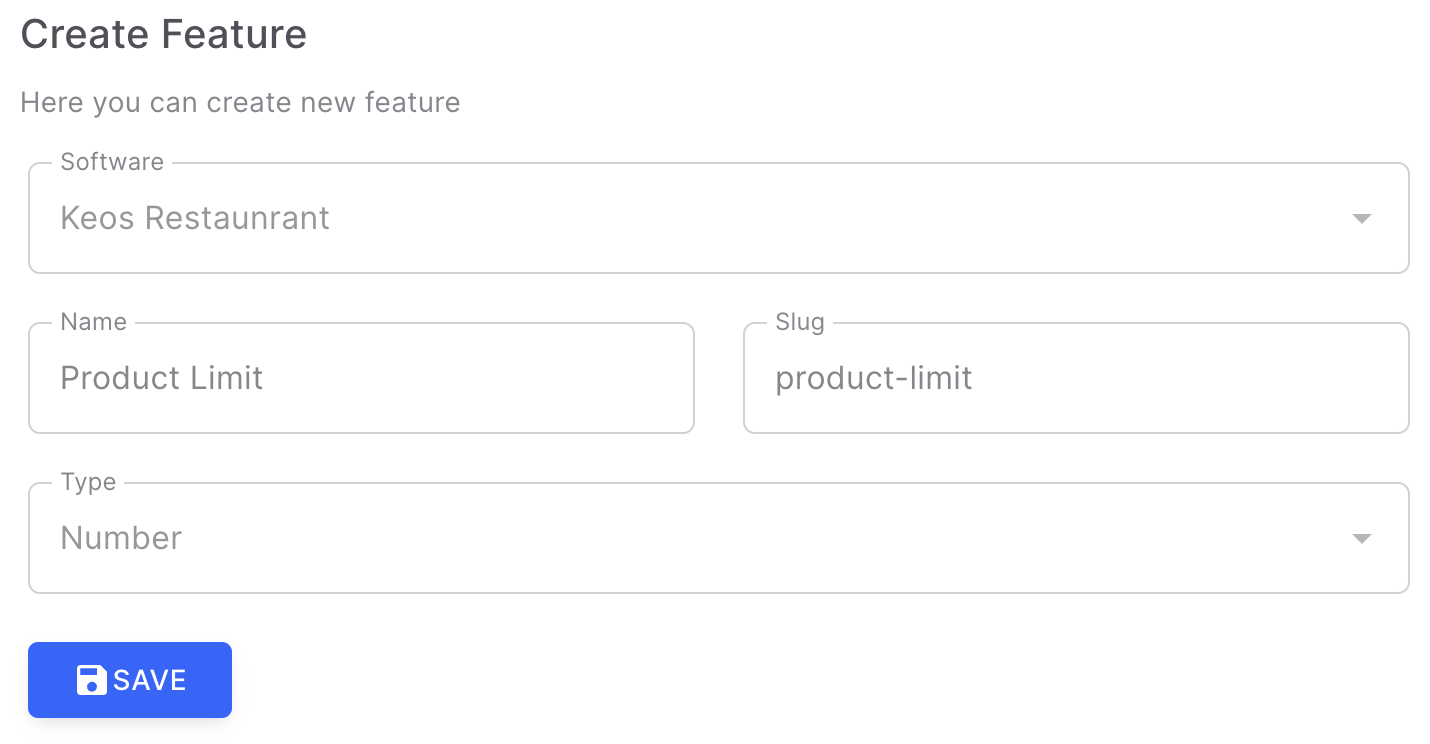 Create Feature
Here you can create new feature
Software
Keos Restaunrant
Name
Product Limit
Slug
product-limit
Type
Number
SAVE